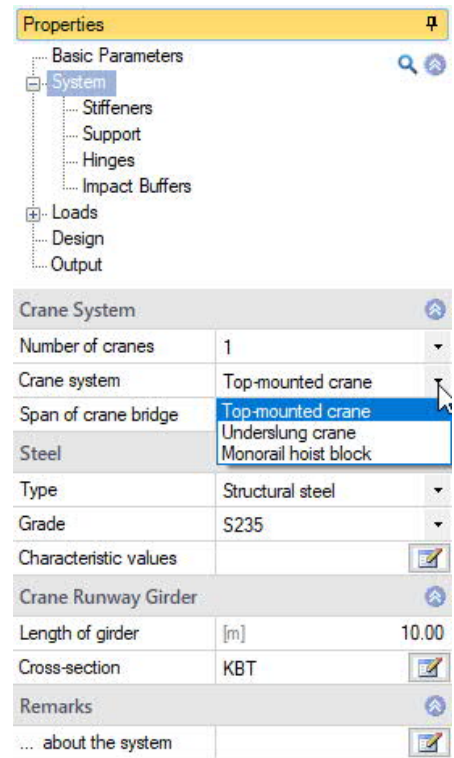 Properties
Basic Parameters
System
Stiffeners
Support
Hinges
Impact Buffers
Loads
Design
Output
Crane System
Number of cranes 1
Crane system Top-mounted crane
Span of crane bridge Top-mounted crane
Underslung crane
Monorail hoist block
Steel
Type Structural steel
Grade S235
Characteristic values
Crane Runway Girder
Length of girder [m] 10.00
Cross-section KBT
Remarks
... about the system